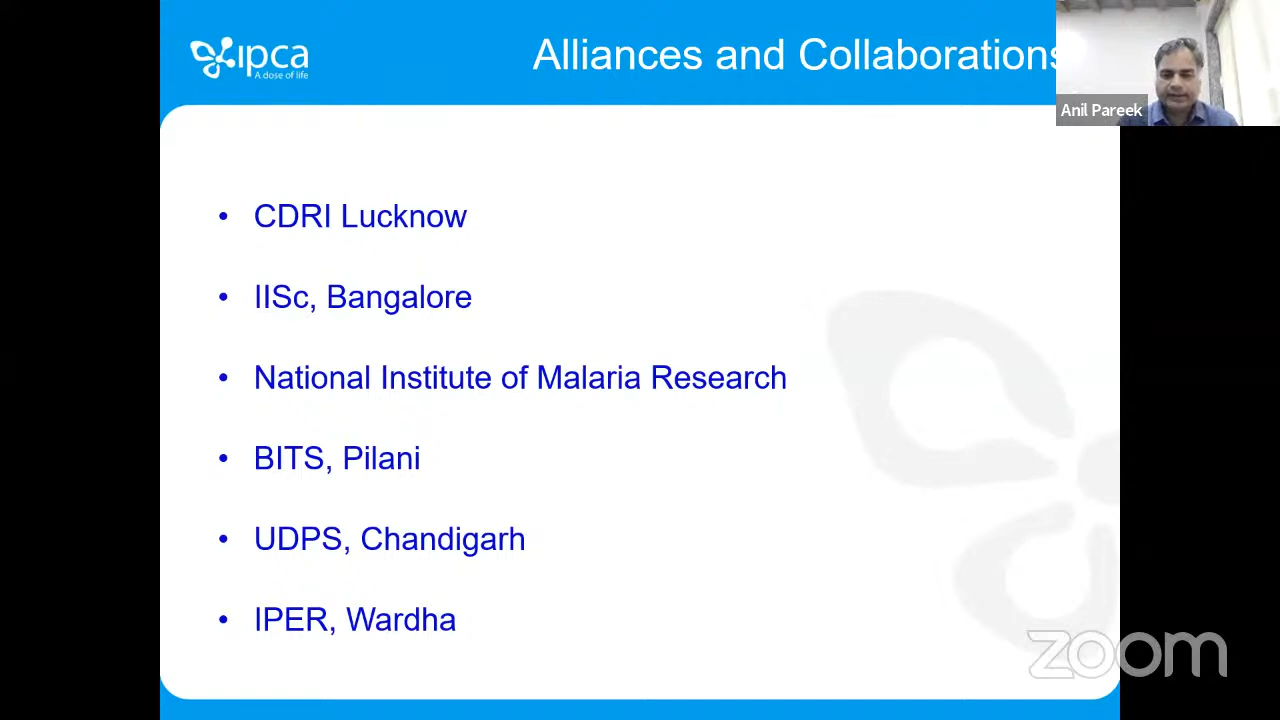 ipca
A dose of life
Alliances and Collaborations
Anil Pareek
• CDRI Lucknow
• IISc, Bangalore
• National Institute of Malaria Research
• BITS, Pilani
• UDPS, Chandigarh
• IPER, Wardha
zoom